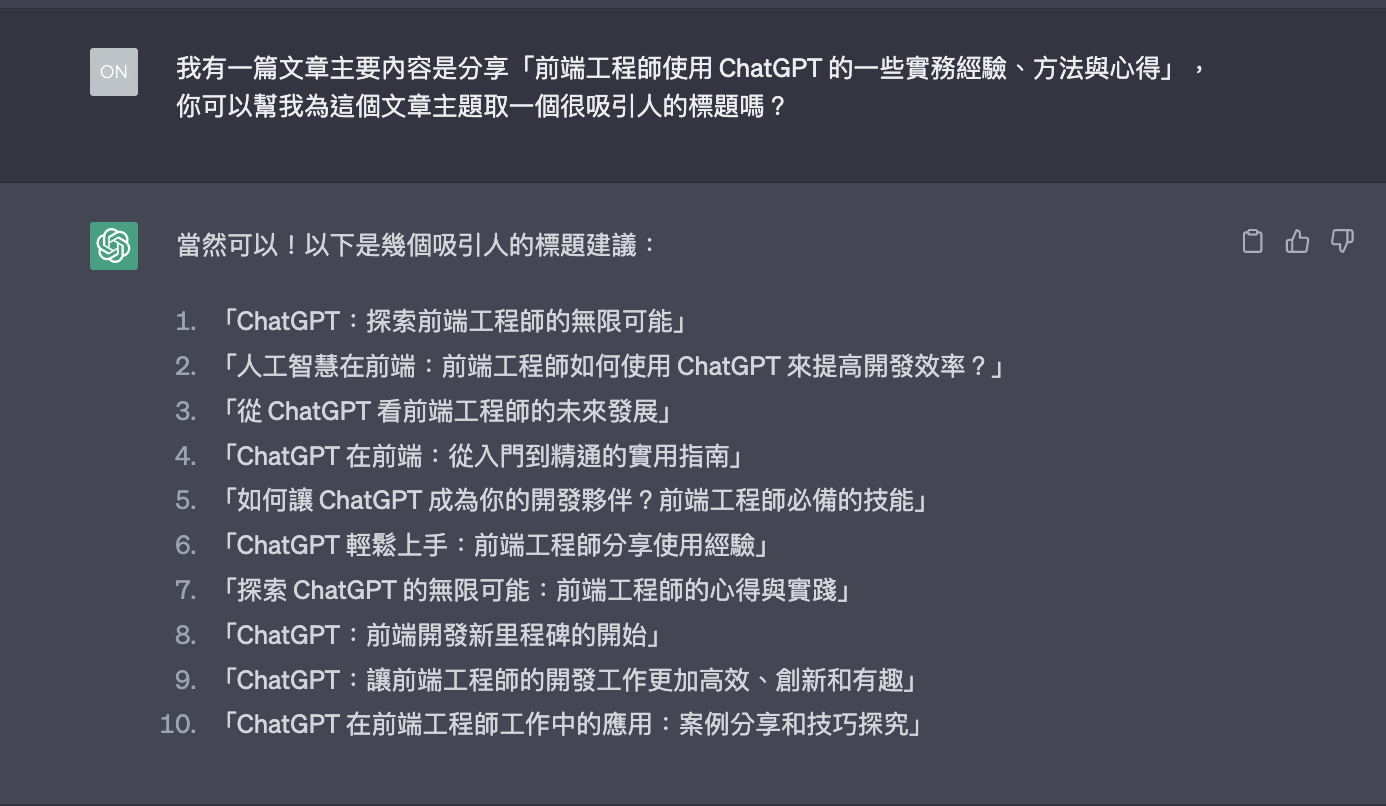 ON
我有一篇文章主要內容是分享「前端工程師使用 ChatGPT 的一些實務經驗、方法與心得」，
你可以幫我為這個文章主題取一個很吸引人的標題嗎？
當然可以！以下是幾個吸引人的標題建議：
1. 「ChatGPT：探索前端工程師的無限可能」
2. 「人工智慧在前端：前端工程師如何使用 ChatGPT 來提高開發效率？」
3. 「從 ChatGPT 看前端工程師的未來發展」
4. 「ChatGPT 在前端：從入門到精通的實用指南」
5. 「如何讓 ChatGPT 成為你的開發夥伴？前端工程師必備的技能」
6. 「ChatGPT 輕鬆上手：前端工程師分享使用經驗」
7. 「探索 ChatGPT 的無限可能：前端工程師的心得與實踐」
8. 「ChatGPT：前端開發新里程碑的開始」
9. 「ChatGPT：讓前端工程師的開發工作更加高效、創新和有趣」
10. 「ChatGPT 在前端工程師工作中的應用：案例分享和技巧探究」